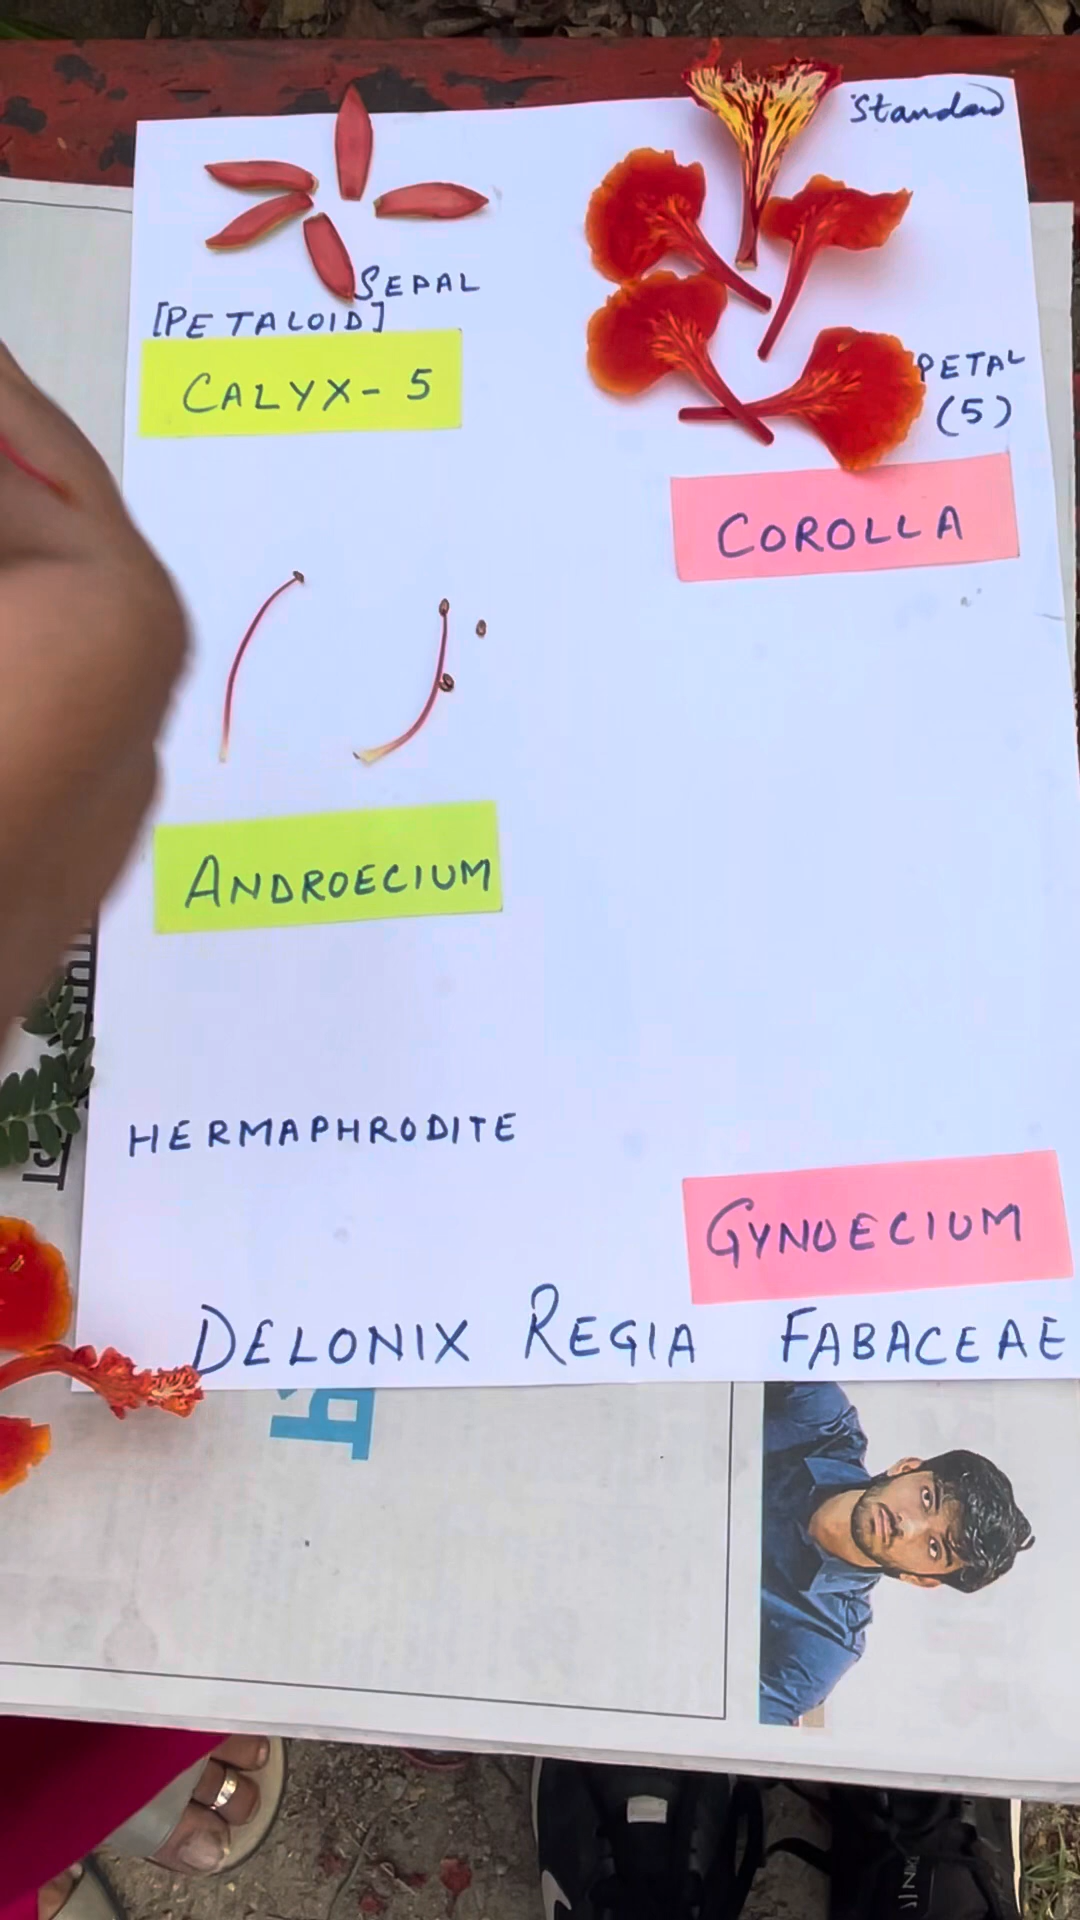 Standard
SEPAL
[PETALOID]
CALYX- 5
PETAL
(5)
COROLLA
ANDROECIUM
HERMAPHRODITE
GYNOECIUM
DELONIX REGIA FABACEAE